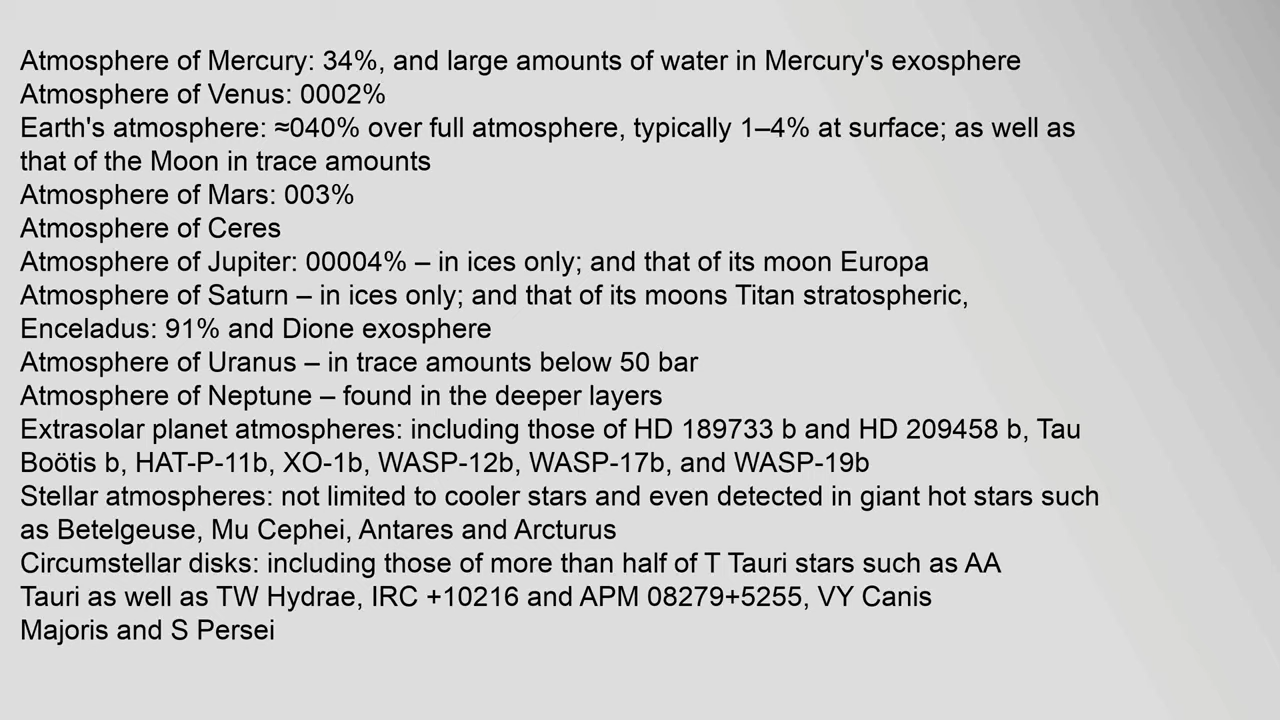 Atmosphere of Mercury: 34%, and large amounts of water in Mercury's exosphere
Atmosphere of Venus: 0002%
Earth's atmosphere: ≈040% over full atmosphere, typically 1–4% at surface; as well as
that of the Moon in trace amounts
Atmosphere of Mars: 003%
Atmosphere of Ceres
Atmosphere of Jupiter: 00004% – in ices only; and that of its moon Europa
Atmosphere of Saturn – in ices only; and that of its moons Titan stratospheric,
Enceladus: 91% and Dione exosphere
Atmosphere of Uranus – in trace amounts below 50 bar
Atmosphere of Neptune – found in the deeper layers
Extrasolar planet atmospheres: including those of HD 189733 b and HD 209458 b, Tau
Boötis b, HAT-P-11b, XO-1b, WASP-12b, WASP-17b, and WASP-19b
Stellar atmospheres: not limited to cooler stars and even detected in giant hot stars such
as Betelgeuse, Mu Cephei, Antares and Arcturus
Circumstellar disks: including those of more than half of T Tauri stars such as AA
Tauri as well as TW Hydrae, IRC +10216 and APM 08279+5255, VY Canis
Majoris and S Persei